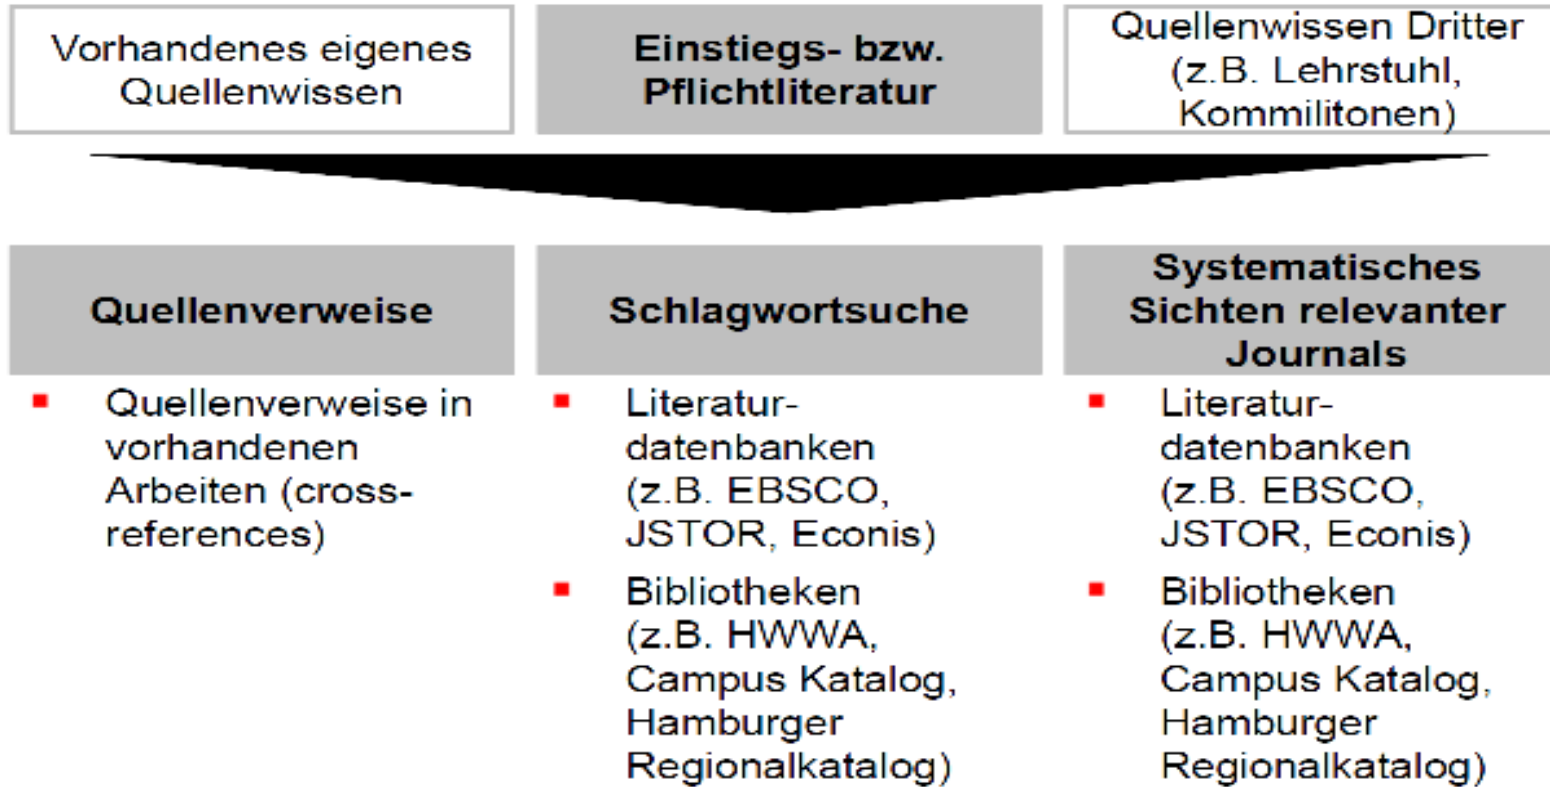 Vorhandenes eigenes
Quellenwissen
Einstiegs- bzw.
Pflichtliteratur
Quellenwissen Dritter
(z.B. Lehrstuhl,
Kommilitonen)
Quellenverweise
Schlagwortsuche
Systematisches
Sichten relevanter
Journals
Quellenverweise in
vorhandenen
Arbeiten (cross-
references)
Literatur-
datenbanken
(z.B. EBSCO,
JSTOR, Econis)
Bibliotheken
(z.B. HWWA,
Campus Katalog,
Hamburger
Regionalkatalog)
Literatur-
datenbanken
(z.B. EBSCO,
JSTOR, Econis)
Bibliotheken
(z.B. HWWA,
Campus Katalog,
Hamburger
Regionalkatalog)